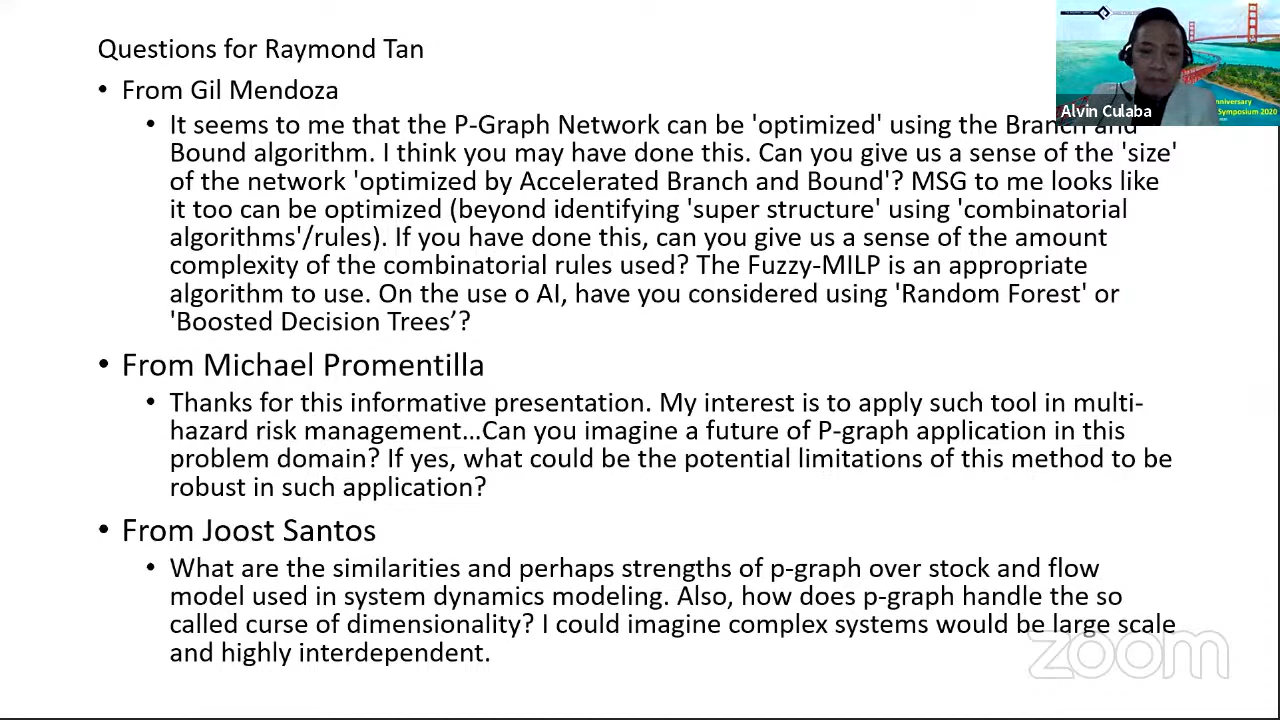 Questions for Raymond Tan
• From Gil Mendoza
• It seems to me that the P-Graph Network can be 'optimized' using the Branch and
Bound algorithm. I think you may have done this. Can you give us a sense of the 'size'
of the network 'optimized by Accelerated Branch and Bound'? MSG to me looks like
it too can be optimized (beyond identifying 'super structure' using 'combinatorial
algorithms'/rules). If you have done this, can you give us a sense of the amount
complexity of the combinatorial rules used? The Fuzzy-MILP is an appropriate
algorithm to use. On the use o AI, have you considered using 'Random Forest' or
'Boosted Decision Trees’?
• From Michael Promentilla
• Thanks for this informative presentation. My interest is to apply such tool in multi-
hazard risk management...Can you imagine a future of P-graph application in this
problem domain? If yes, what could be the potential limitations of this method to be
robust in such application?
• From Joost Santos
• What are the similarities and perhaps strengths of p-graph over stock and flow
model used in system dynamics modeling. Also, how does p-graph handle the so
called curse of dimensionality? I could imagine complex systems would be large scale
and highly interdependent.
Alvin Culaba
nniversary
Symposium 2020
zoom